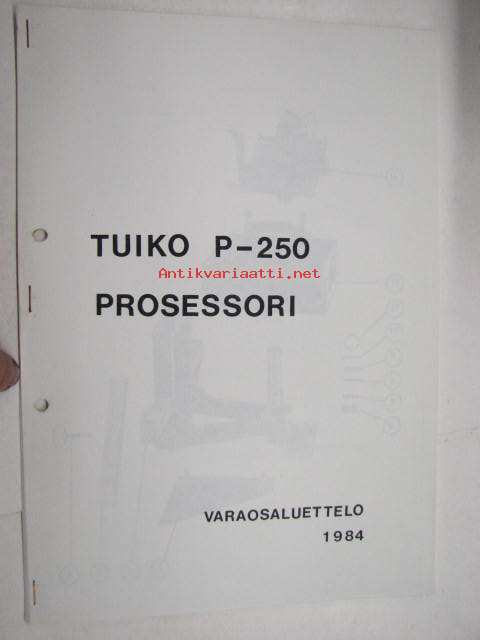 TUIKO P-250
Antikvariaatti.net
PROSESSORI
VARAOSALUETTELO
1984